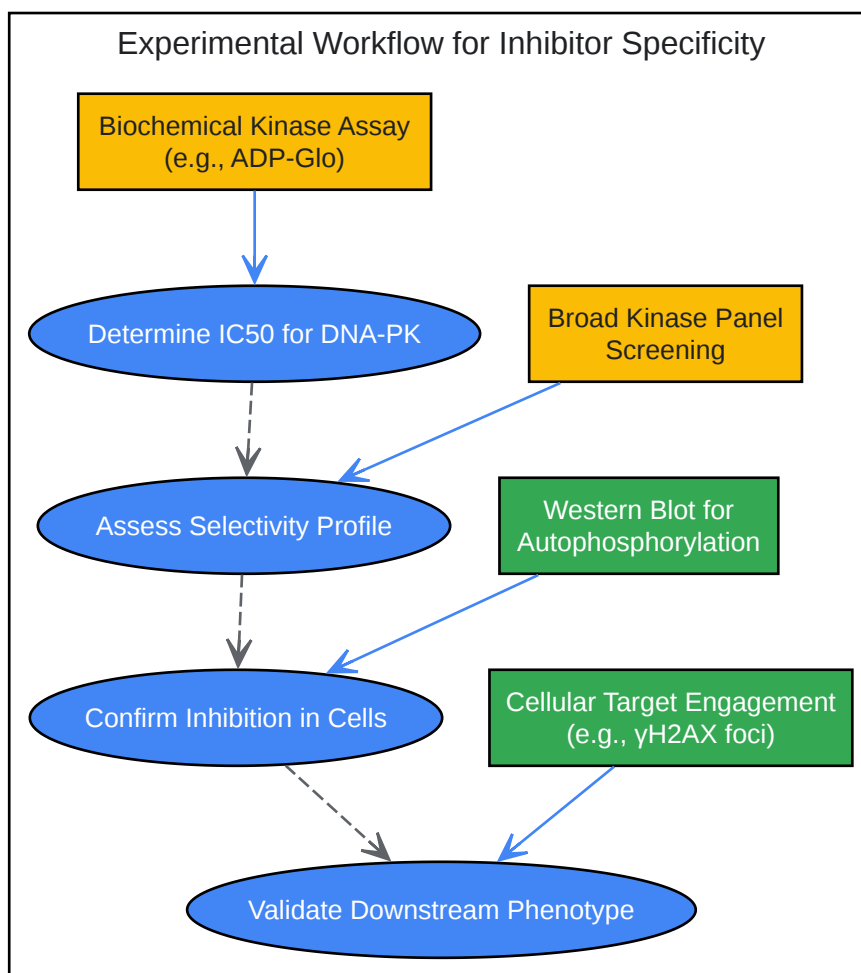 Experimental Workflow for Inhibitor Specificity
Biochemical Kinase Assay
(e.g., ADP-Glo)
Determine IC50 for DNA-PK
Broad Kinase Panel
Screening
Assess Selectivity Profile
Western Blot for
Autophosphorylation
Confirm Inhibition in Cells
Cellular Target Engagement
(e.g., γH2AX foci)
Validate Downstream Phenotype